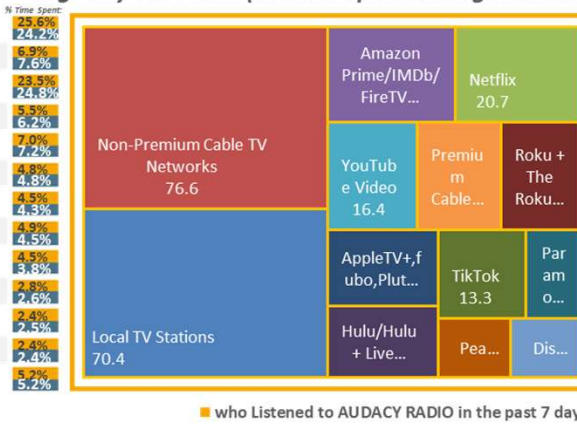 % Time Spent:
25.6%
24.2%
6.9%
7.6%
23.5%
24.8%
5.5%
6.2%
7.0%
7.2%
4.8%
4.8%
4.5%
4.3%
4.9%
4.5%
4.5%
3.8%
2.8%
2.6%
2.4%
2.5%
2.4%
2.4%
5.2%
5.2%
Non-Premium Cable TV
Networks
76.6
Local TV Stations
70.4
Amazon
Prime/IMDb/
FireTV...
Netflix
20.7
YouTub
e Video
16.4
Premiu
m
Cable...
Roku +
The
Roku...
AppleTV+,f
ubo,Plut...
TikTok
13.3
Par
am
o...
Hulu/Hulu
+ Live...
Pea...
Dis...
who Listened to AUDACY RADIO in the past 7 day